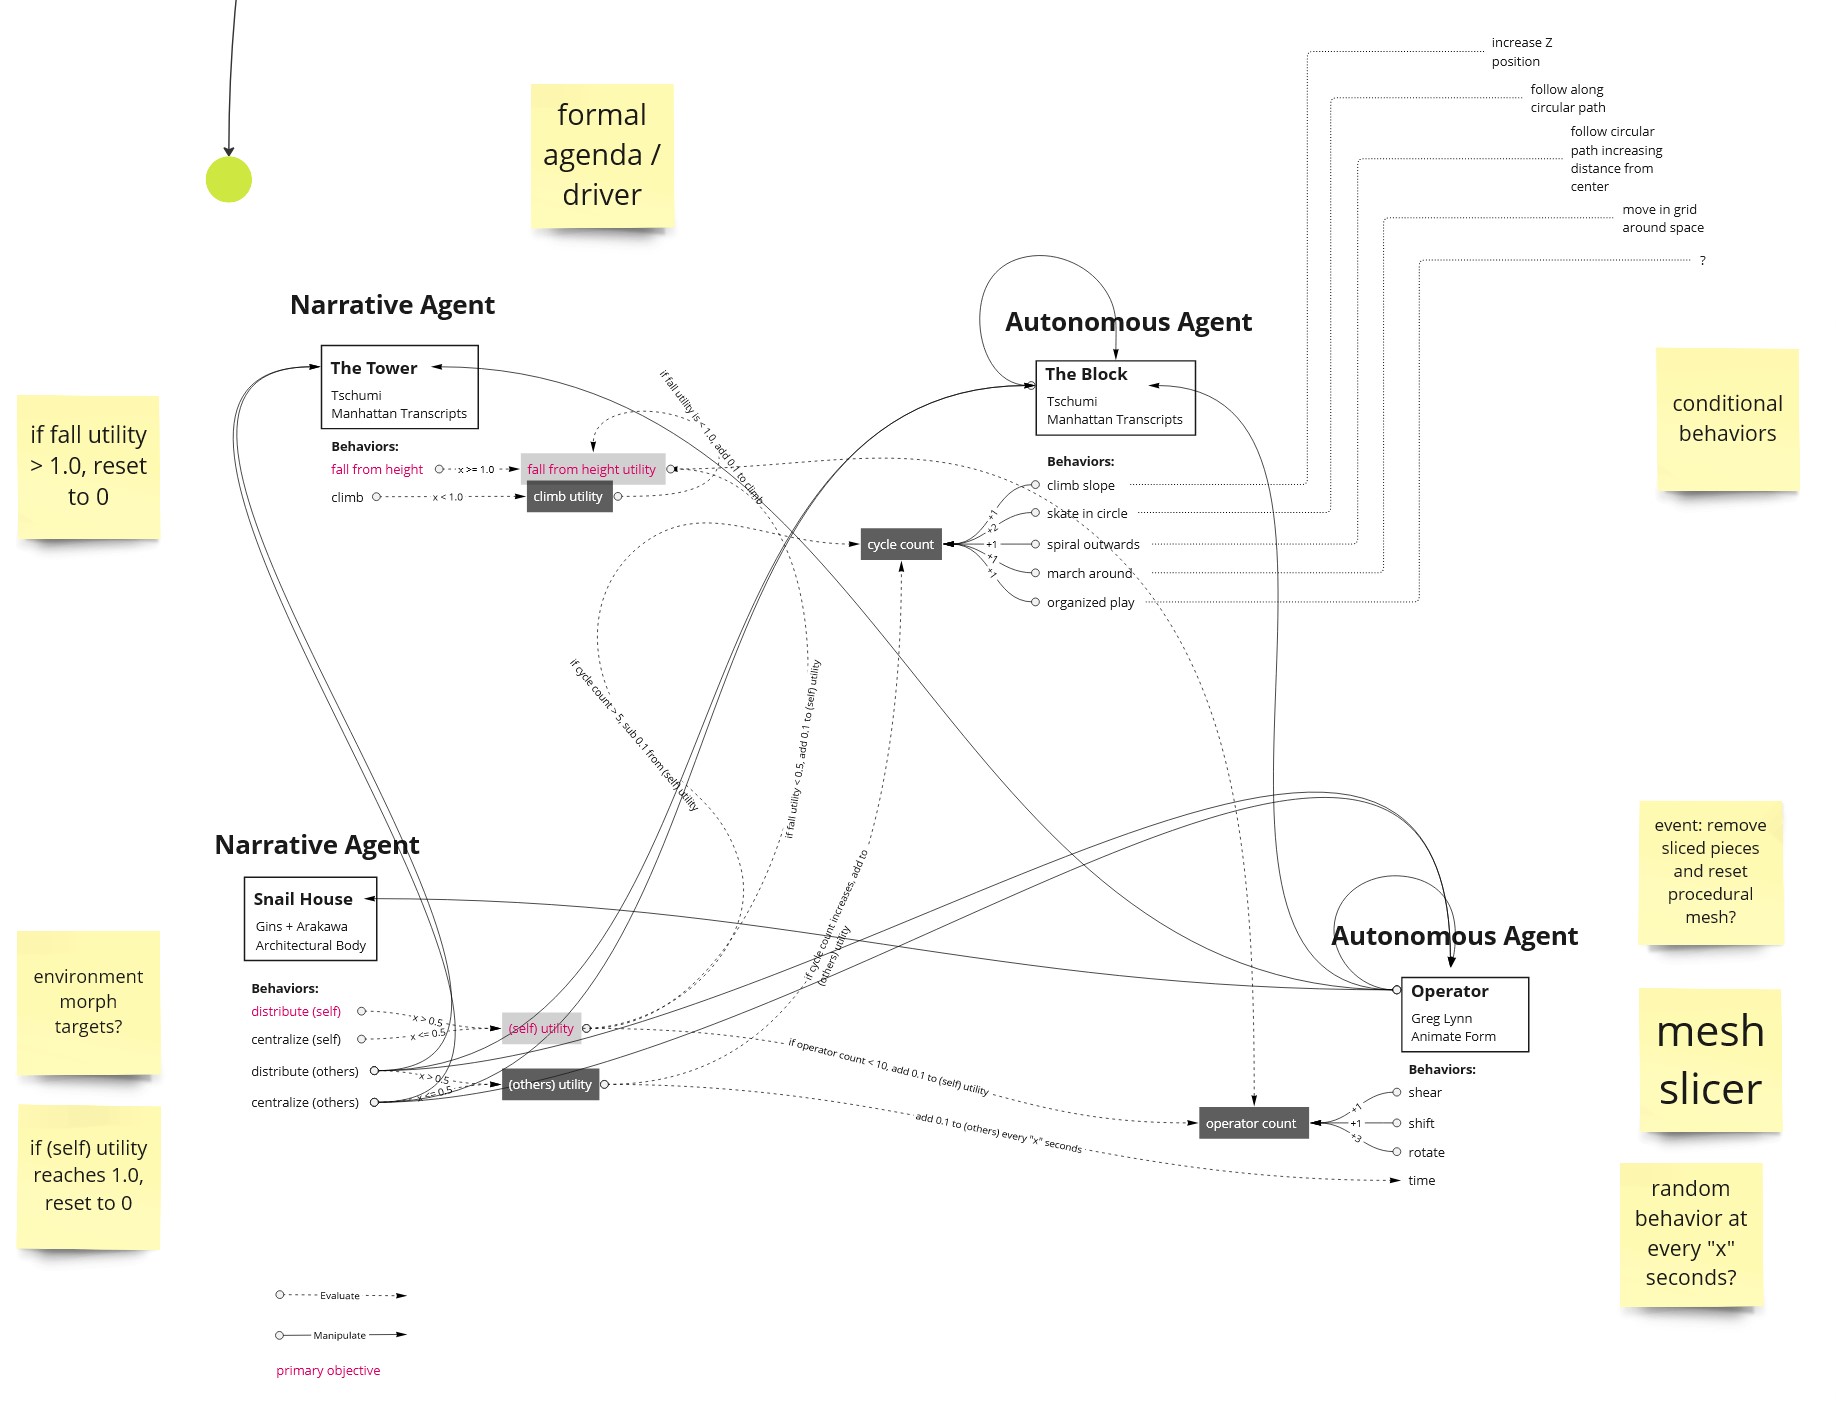 increase Z
position
follow along
circular path
follow circular
path increasing
distance from
center
move in grid
around space
?
formal
agenda /
driver
Narrative Agent
The Tower
Tschumi
Manhattan Transcripts
Behaviors:
fall from height
x >= 1.0
fall from height utility
climb
x < 1.0
climb utility
if fall utility is < 1.0, add 0.1 to climb
Autonomous Agent
The Block
Tschumi
Manhattan Transcripts
Behaviors:
climb slope
skate in circle
spiral outwards
march around
organized play
+1
+2
+1
+1
cycle count
if fall utility
> 1.0, reset
to 0
conditional
behaviors
if cycle count > 5, sub 0.1 from (self) utility
if fall utility < 0.5, add 0.1 to (self) utility
if cycle count increases, add to
(others) utility
Narrative Agent
Snail House
Gins + Arakawa
Architectural Body
Behaviors:
distribute (self)
centralize (self)
distribute (others)
centralize (others)
x > 0.5
x <= 0.5
x > 0.5
x <= 0.5
(self) utility
(others) utility
if operator count < 10, add 0.1 to (self) utility
add 0.1 to (others) every "x" seconds
environment
morph
targets?
if (self) utility
reaches 1.0,
reset to 0
Autonomous Agent
Operator
Greg Lynn
Animate Form
Behaviors:
shear
shift
rotate
time
+1
+1
+3
operator count
event: remove
sliced pieces
and reset
procedural
mesh?
mesh
slicer
random
behavior at
every "x"
seconds?
Evaluate
Manipulate
primary objective